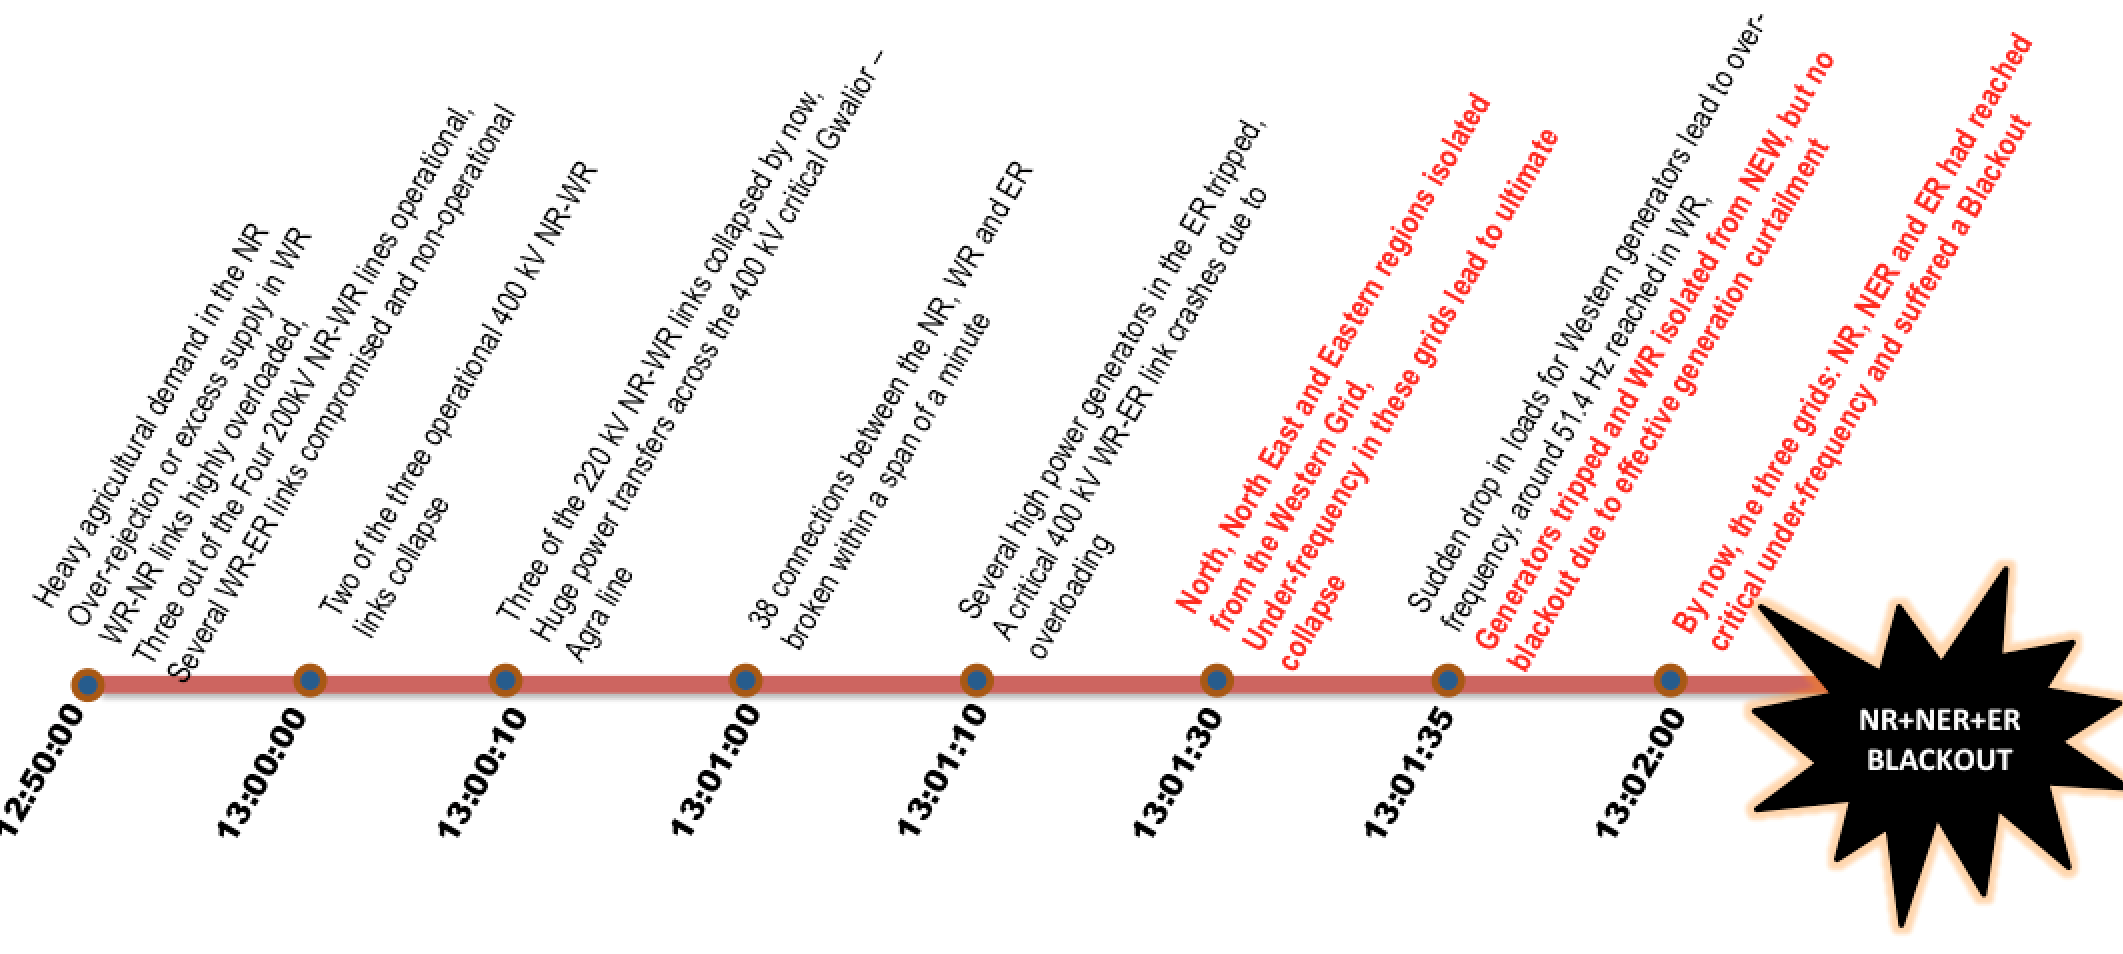 Heavy agricultural demand in the NR
Over-rejection or excess supply in WR
WR-NR links highly overloaded,
Three out of the Four 200kV NR-WR lines operational,
Several WR-ER links compromised and non-operational
Two of the three operational 400 kV NR-WR
links collapse
Three of the 220 kV NR-WR links collapsed by now,
Huge power transfers across the 400 kV critical Gwalior –
Agra line
38 connections between the NR, WR and ER
broken within a span of a minute
Several high power generators in the ER tripped,
A critical 400 kV WR-ER link crashes due to
overloading
North, North East and Eastern regions isolated
from the Western Grid,
Under-frequency in these grids lead to ultimate
collapse
Sudden drop in loads for Western generators lead to over-
frequency, around 51.4 Hz reached in WR,
Generators tripped and WR isolated from NEW, but no
blackout due to effective generation curtailment
By now, the three grids: NR, NER and ER had reached
critical under-frequency and suffered a Blackout
12:50:00
13:00:00
13:00:10
13:01:00
13:01:10
13:01:30
13:01:35
13:02:00
NR+NER+ER
BLACKOUT